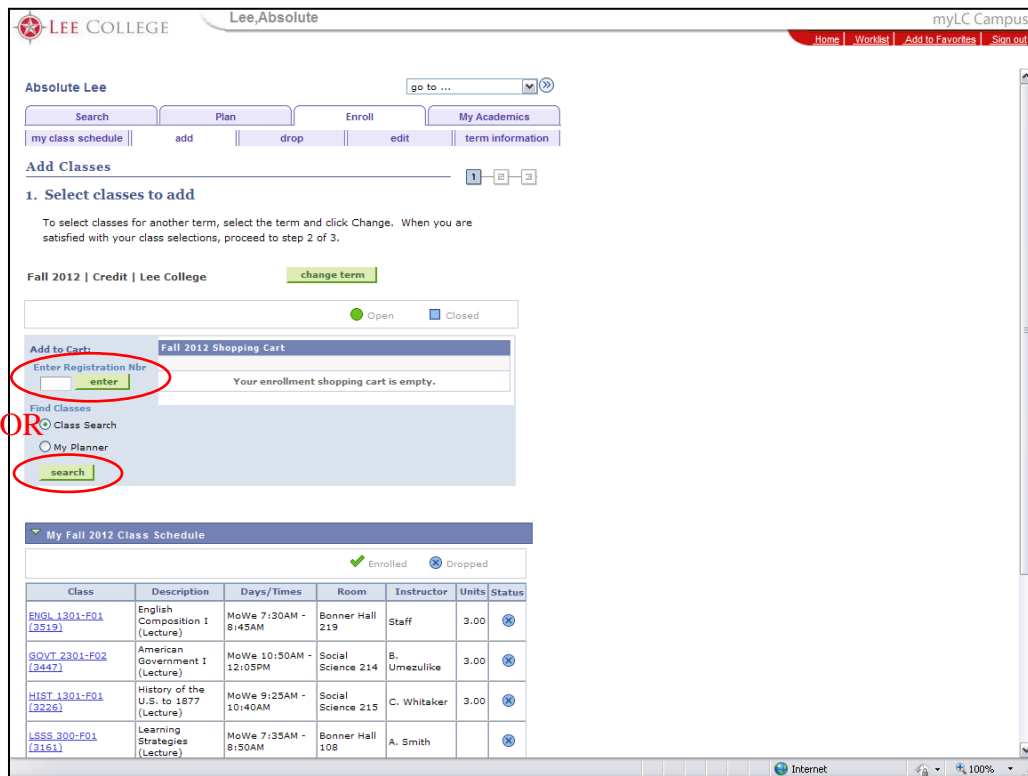 LEE COLLEGE
Lee,Absolute
myLC Campus
Home Worklist Add to Favorites Sign out
Absolute Lee
go to ...
Search Plan Enroll My Academics
my class schedule add drop edit term information
Add Classes
1 2 3
1. Select classes to add
To select classes for another term, select the term and click Change. When you are
satisfied with your class selections, proceed to step 2 of 3.
Fall 2012 | Credit | Lee College change term
Open Closed
Add to Cart: Fall 2012 Shopping Cart
Enter Registration Nbr
enter
Your enrollment shopping cart is empty.
Find Classes
OR
Class Search
My Planner
search
My Fall 2012 Class Schedule
Enrolled Dropped
Class Description Days/Times Room Instructor Units Status
ENGL 1301-F01
(3519)
English
Composition I
(Lecture)
MoWe 7:30AM -
8:45AM
Bonner Hall
219
Staff
3.00
GOVT 2301-F02
(3447)
American
Government I
(Lecture)
MoWe 10:50AM -
12:05PM
Social
Science 214
B.
Umezulike
3.00
HIST 1301-F01
(3226)
History of the
U.S. to 1877
(Lecture)
MoWe 9:25AM -
10:40AM
Social
Science 215
C. Whitaker
3.00
LSSS 300-F01
(3161)
Learning
Strategies
(Lecture)
MoWe 7:35AM -
8:50AM
Bonner Hall
108
A. Smith
Internet 100%